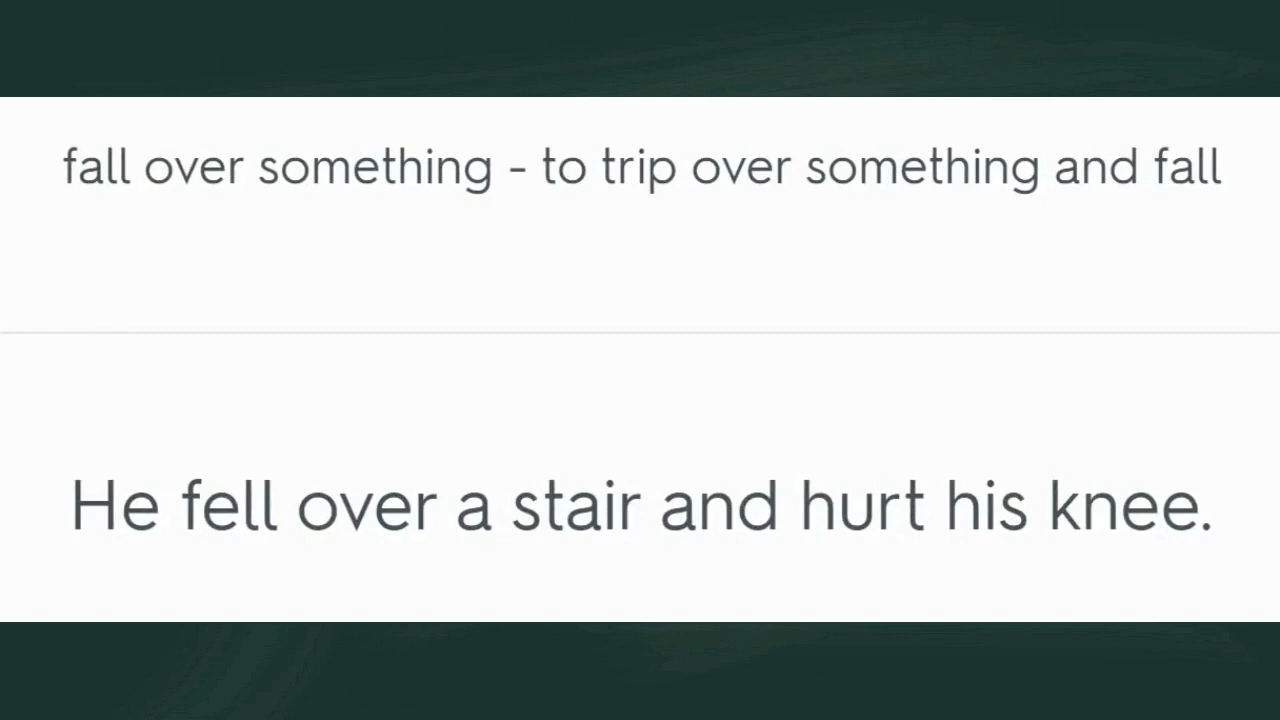 fall over something - to trip over something and fall
He fell over a stair and hurt his knee.